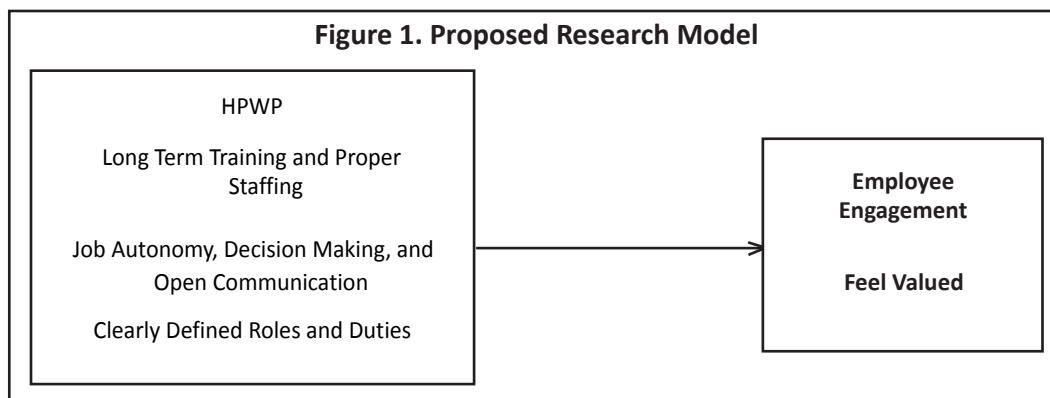 Figure 1. Proposed Research Model
HPWP
Long Term Training and Proper
Staffing
Job Autonomy, Decision Making, and
Open Communication
Clearly Defined Roles and Duties
Employee
Engagement
Feel Valued